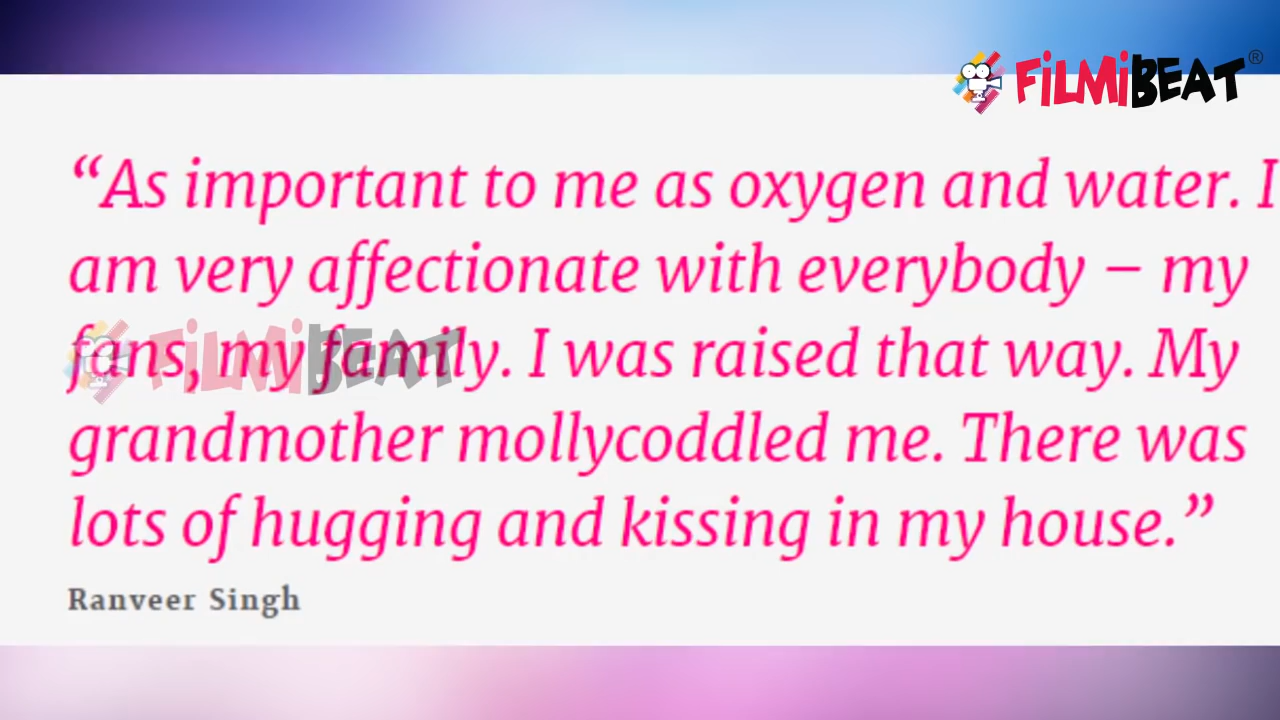 FiLMiBEAT®
“As important to me as oxygen and water. I
am very affectionate with everybody – my
fans, my family. I was raised that way. My
FiLMiBEAT
grandmother mollycoddled me. There was
lots of hugging and kissing in my house.”
Ranveer Singh